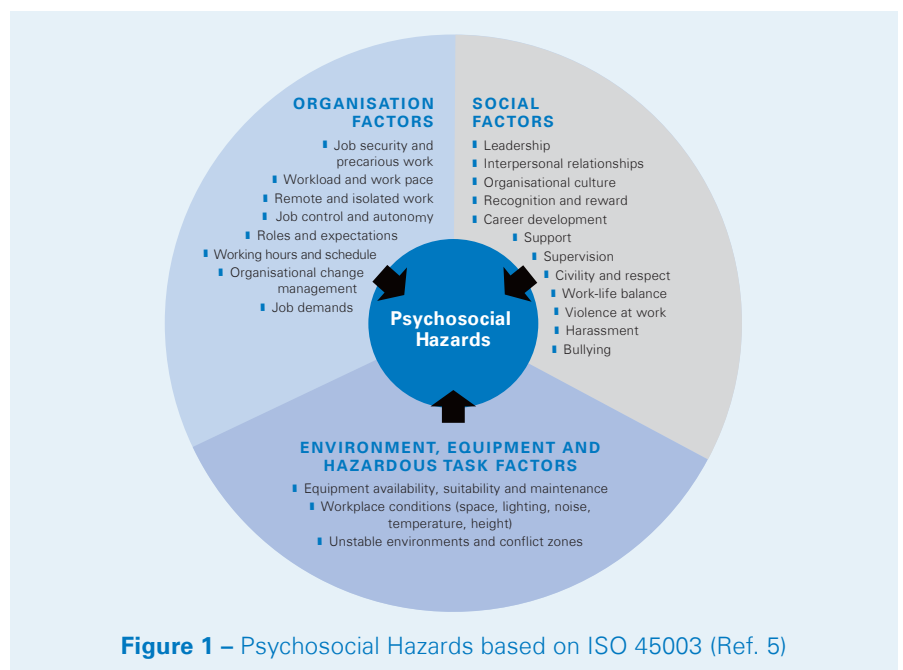 ORGANISATION
FACTORS
▮ Job security and
precarious work
▮ Workload and work pace
▮ Remote and isolated work
▮ Job control and autonomy
▮ Roles and expectations
▮ Working hours and schedule
▮ Organisational change
management
▮ Job demands
SOCIAL
FACTORS
▮ Leadership
▮ Interpersonal relationships
▮ Organisational culture
▮ Recognition and reward
▮ Career development
▮ Support
▮ Supervision
▮ Civility and respect
▮ Work-life balance
▮ Violence at work
▮ Harassment
▮ Bullying
Psychosocial
Hazards
ENVIRONMENT, EQUIPMENT AND
HAZARDOUS TASK FACTORS
▮ Equipment availability, suitability and maintenance
▮ Workplace conditions (space, lighting, noise,
temperature, height)
▮ Unstable environments and conflict zones
Figure 1 – Psychosocial Hazards based on ISO 45003 (Ref. 5)